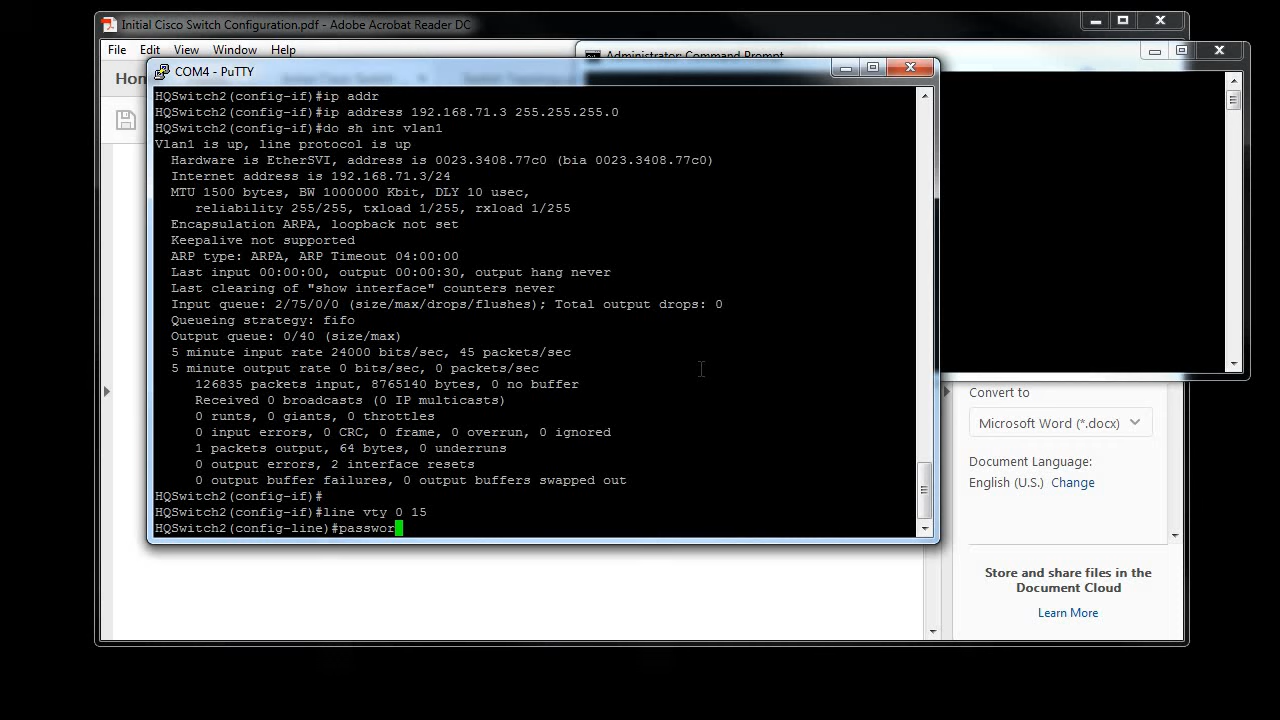 Initial Cisco Switch Configuration.pdf - Adobe Acrobat Reader DC
File Edit View Window Help
Administrator: Command Prompt
COM4 - PuTTY
HQSwitch2(config-if)#ip addr
HQSwitch2(config-if)#ip address 192.168.71.3 255.255.255.0
HQSwitch2(config-if)#do sh int vlan1
Vlan1 is up, line protocol is up
Hardware is EtherSVI, address is 0023.3408.77c0 (bia 0023.3408.77c0)
Internet address is 192.168.71.3/24
MTU 1500 bytes, BW 1000000 Kbit, DLY 10 usec,
reliability 255/255, txload 1/255, rxload 1/255
Encapsulation ARPA, loopback not set
Keepalive not supported
ARP type: ARPA, ARP Timeout 04:00:00
Last input 00:00:00, output 00:00:30, output hang never
Last clearing of "show interface" counters never
Input queue: 2/75/0/0 (size/max/drops/flushes); Total output drops: 0
Queueing strategy: fifo
Output queue: 0/40 (size/max)
5 minute input rate 24000 bits/sec, 45 packets/sec
5 minute output rate 0 bits/sec, 0 packets/sec
126835 packets input, 8765140 bytes, 0 no buffer
Received 0 broadcasts (0 IP multicasts)
0 runts, 0 giants, 0 throttles
0 input errors, 0 CRC, 0 frame, 0 overrun, 0 ignored
1 packets output, 64 bytes, 0 underruns
0 output errors, 2 interface resets
0 output buffer failures, 0 output buffers swapped out
HQSwitch2(config-if)#
HQSwitch2(config-if)#line vty 0 15
HQSwitch2(config-line)#passwor
Convert to
Microsoft Word (*.docx)
Document Language:
English (U.S.) Change
Store and share files in the
Document Cloud
Learn More